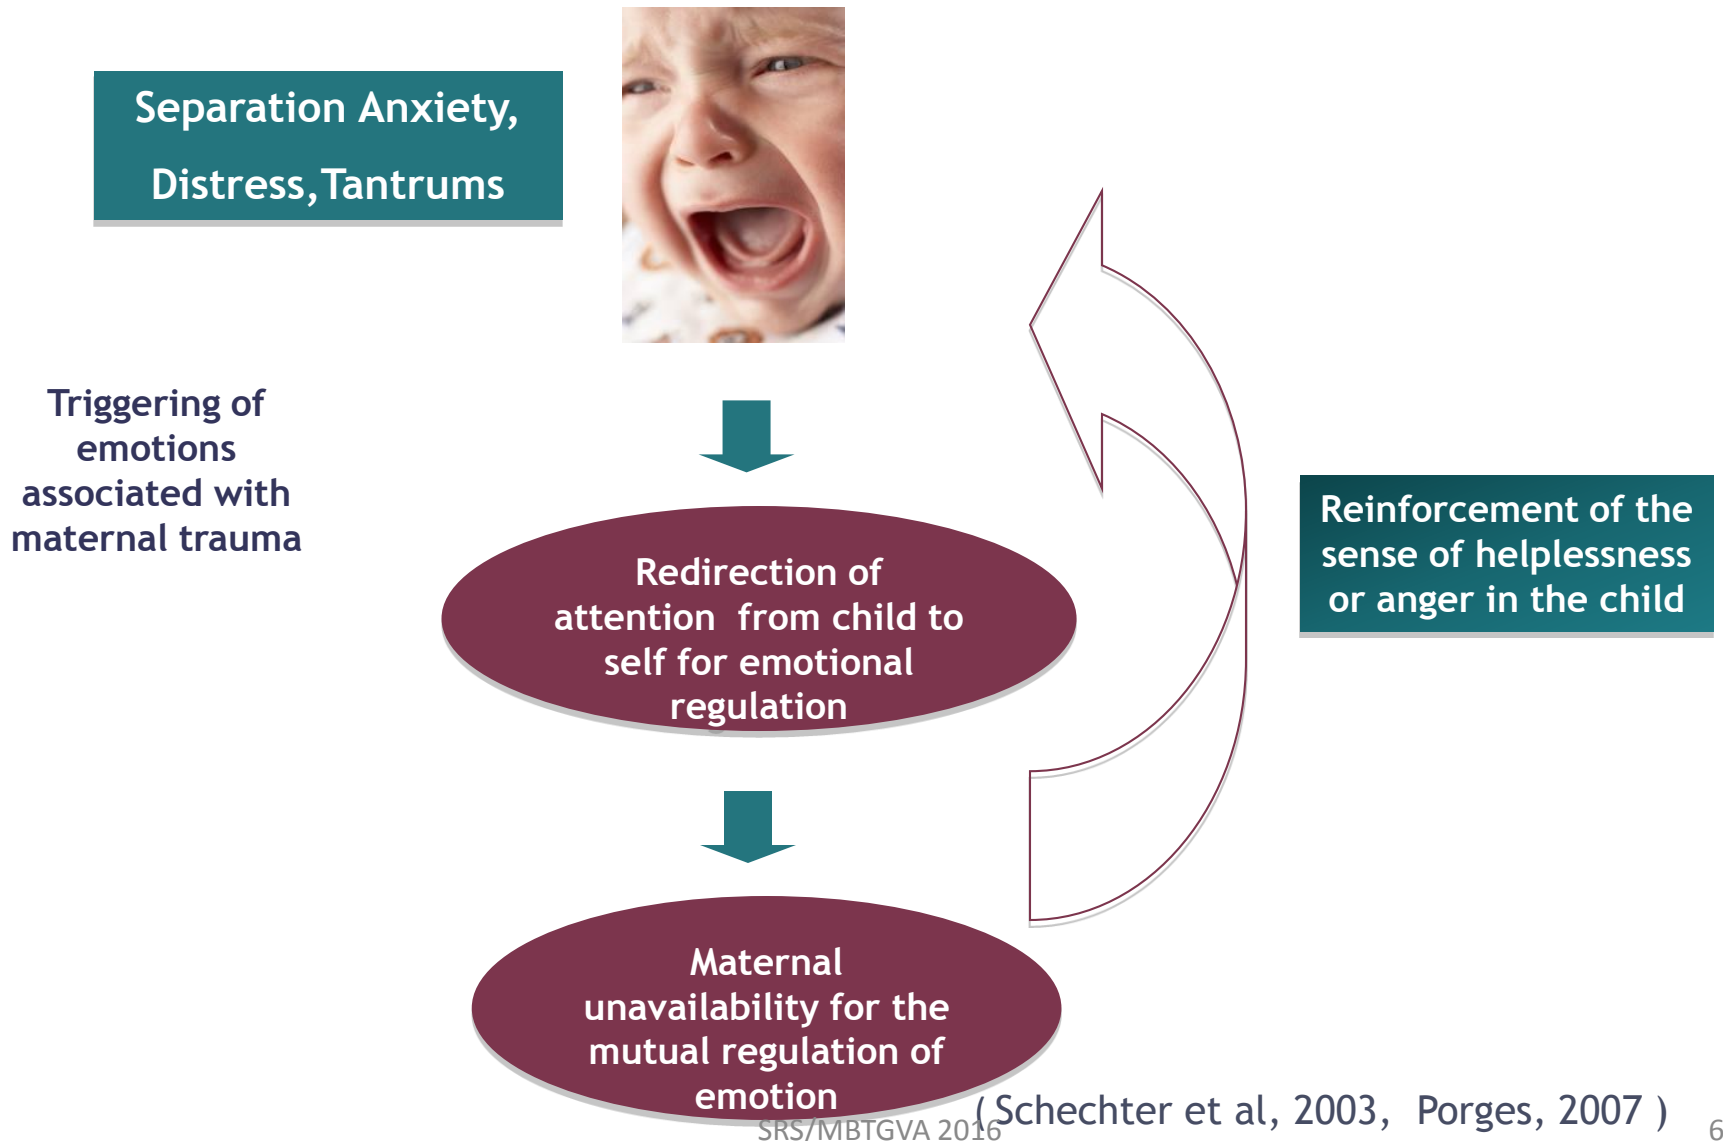 Separation Anxiety,
Distress,Tantrums
Triggering of
emotions
associated with
maternal trauma
Redirection of
attention from child to
self for emotional
regulation
Reinforcement of the
sense of helplessness
or anger in the child
Maternal
unavailability for the
mutual regulation of
emotion
( Schechter et al, 2003, Porges, 2007 )
SRS/MBTGVA 2016
6